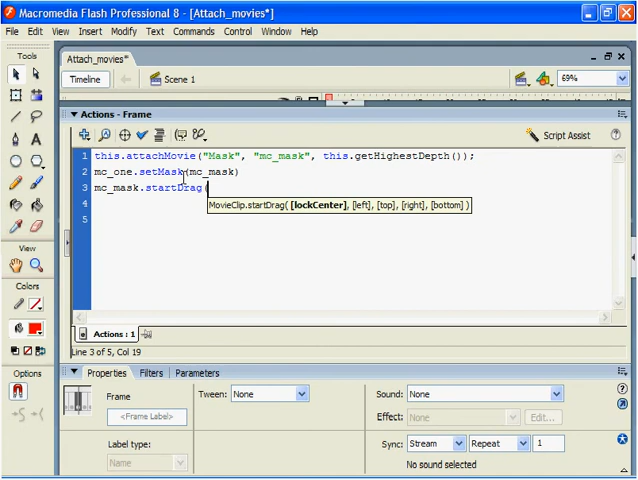 Macromedia Flash Professional 8 - [Attach_movies*]
File Edit View Insert Modify Text Commands Control Window Help
Tools
Attach_movies*
Timeline
Scene 1
69%
Actions - Frame
Script Assist
1 this.attachMovie("Mask", "mc_mask", this.getHighestDepth());
2 mc_one.setMask(mc_mask)
3 mc_mask.startDrag(
MovieClip.startDrag( [lockCenter], [left], [top], [right], [bottom] )
4
5
View
Colors
Options
Actions : 1
Line 3 of 5, Col 19
Properties Filters Parameters
Frame
<Frame Label>
Label type:
Name
Tween: None
Sound: None
Effect: None Edit...
Sync: Stream Repeat 1
No sound selected